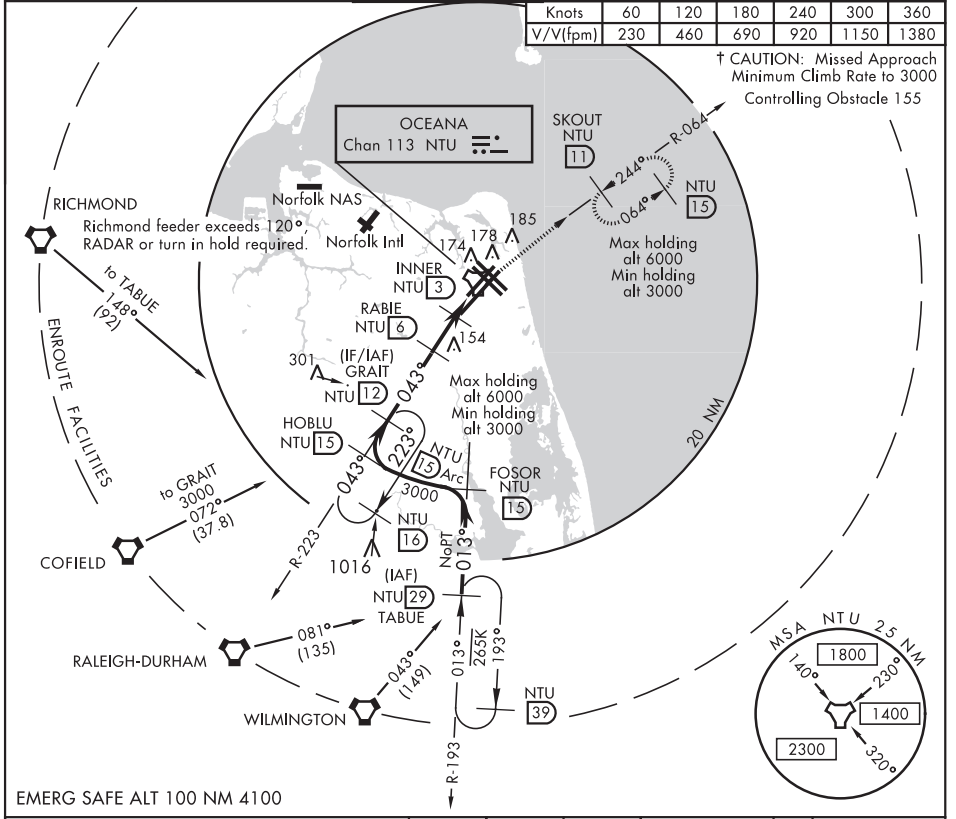 Knots 60 120 180 240 300 360
V/V(fpm) 230 460 690 920 1150 1380
† CAUTION: Missed Approach
Minimum Climb Rate to 3000
Controlling Obstacle 155
OCEANA
Chan 113 NTU
SKOUT
NTU
11
R-064
244°
064°
NTU
15
Max holding
alt 6000
Min holding
alt 3000
Norfolk NAS
Norfolk Intl
RICHMOND
Richmond feeder exceeds 120°,
RADAR or turn in hold required.
to TABUE
148°
(92)
174
178
185
INNER
NTU 3
RABIE
NTU 6
154
301
(IF/IAF)
GRAIT
NTU 12
043°
Max holding
alt 6000
Min holding
alt 3000
20 NM
ENROUTE FACILITIES
HOBLU
NTU 15
223°
043°
NTU
15 Arc
3000
FOSOR
NTU
15
to GRAIT
3000
072°
(37.8)
COFIELD
R-223
NTU
16
1016
NoPT
013°
(IAF)
NTU 29
TABUE
RALEIGH-DURHAM
081°
(135)
043°
(149)
WILMINGTON
013°
265K
193°
NTU
39
R-193
MSA NTU 25 NM
1800
140°
230°
1400
2300
320°
EMERG SAFE ALT 100 NM 4100